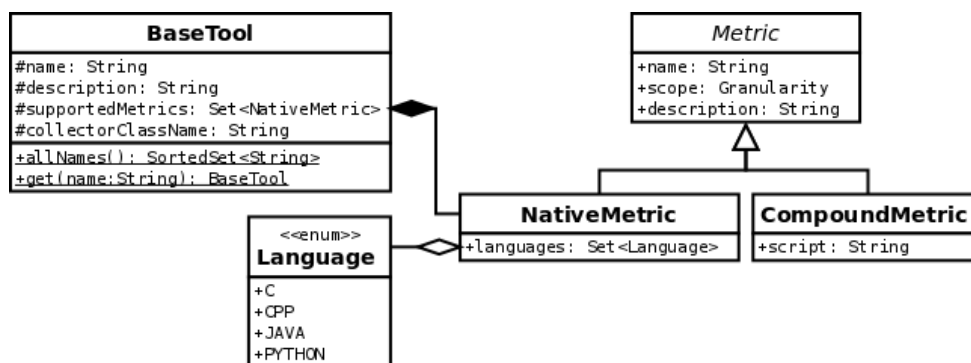 BaseTool
#name: String
#description: String
#supportedMetrics: Set<NativeMetric>
#collectorClassName: String
+allNames(): SortedSet<String>
+get(name:String): BaseTool
Metric
+name: String
+scope: Granularity
+description: String
NativeMetric
+languages: Set<Language>
CompoundMetric
+script: String
<<enum>>
Language
+C
+CPP
+JAVA
+PYTHON